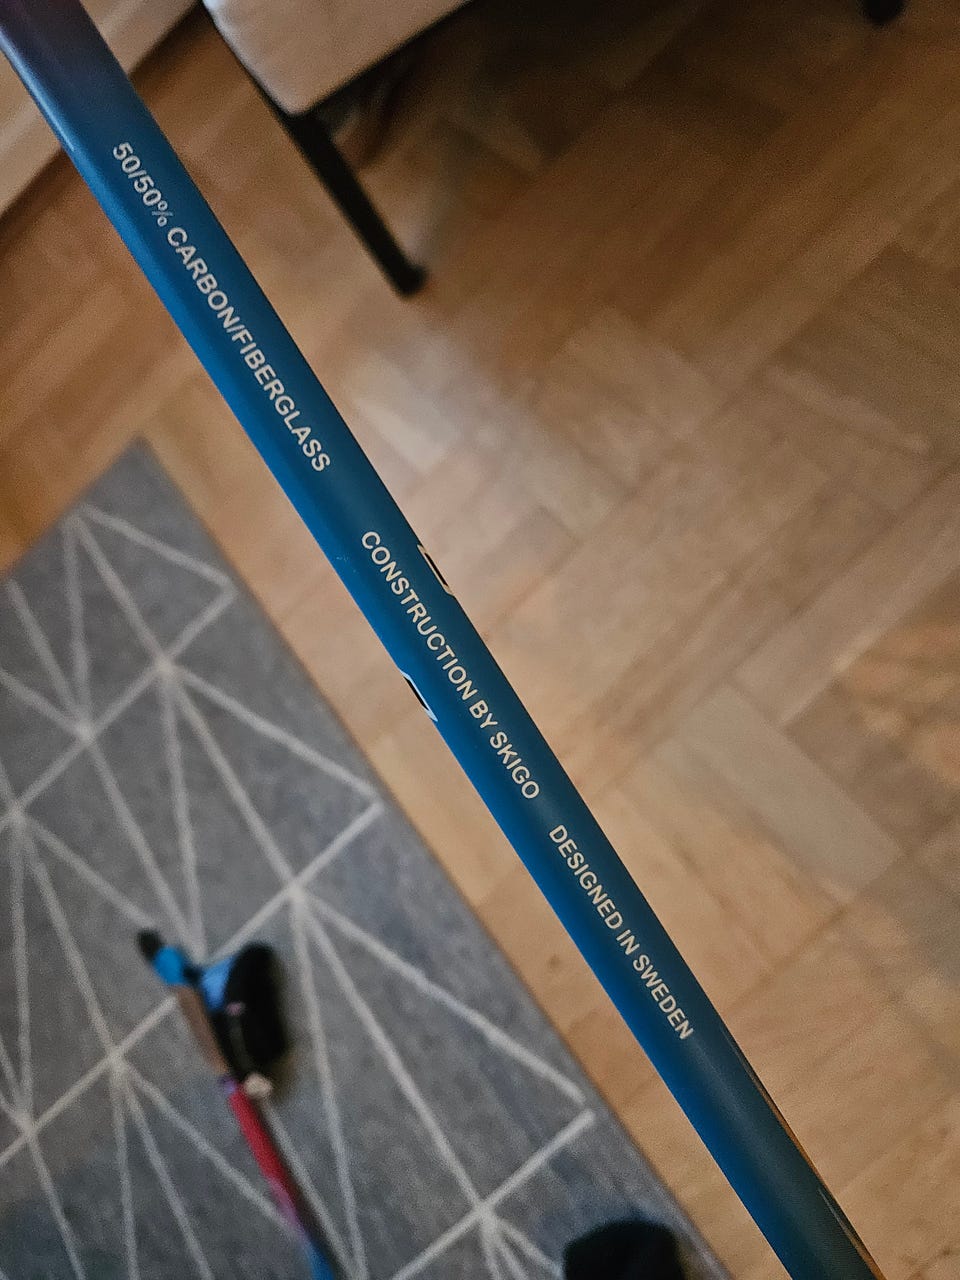 50/50% CARBON/FIBERGLASS
CONSTRUCTION BY SKIGO
DESIGNED IN SWEDEN